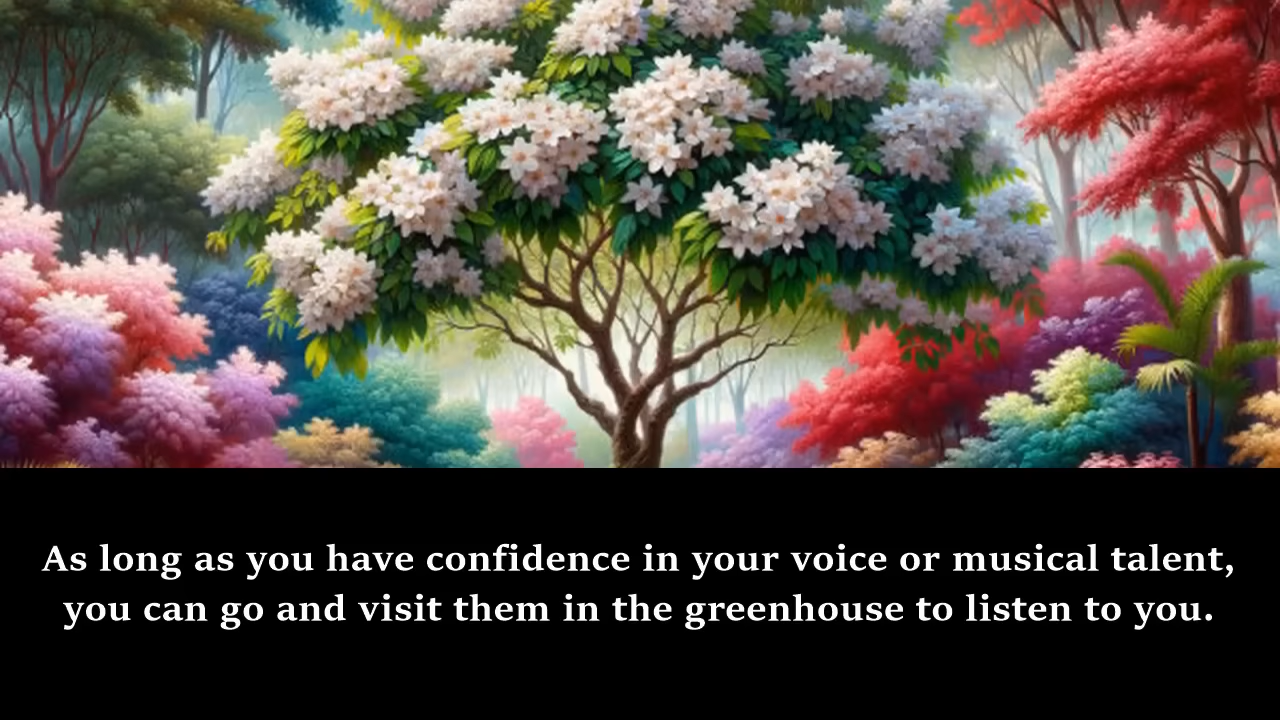 As long as you have confidence in your voice or musical talent,
you can go and visit them in the greenhouse to listen to you.